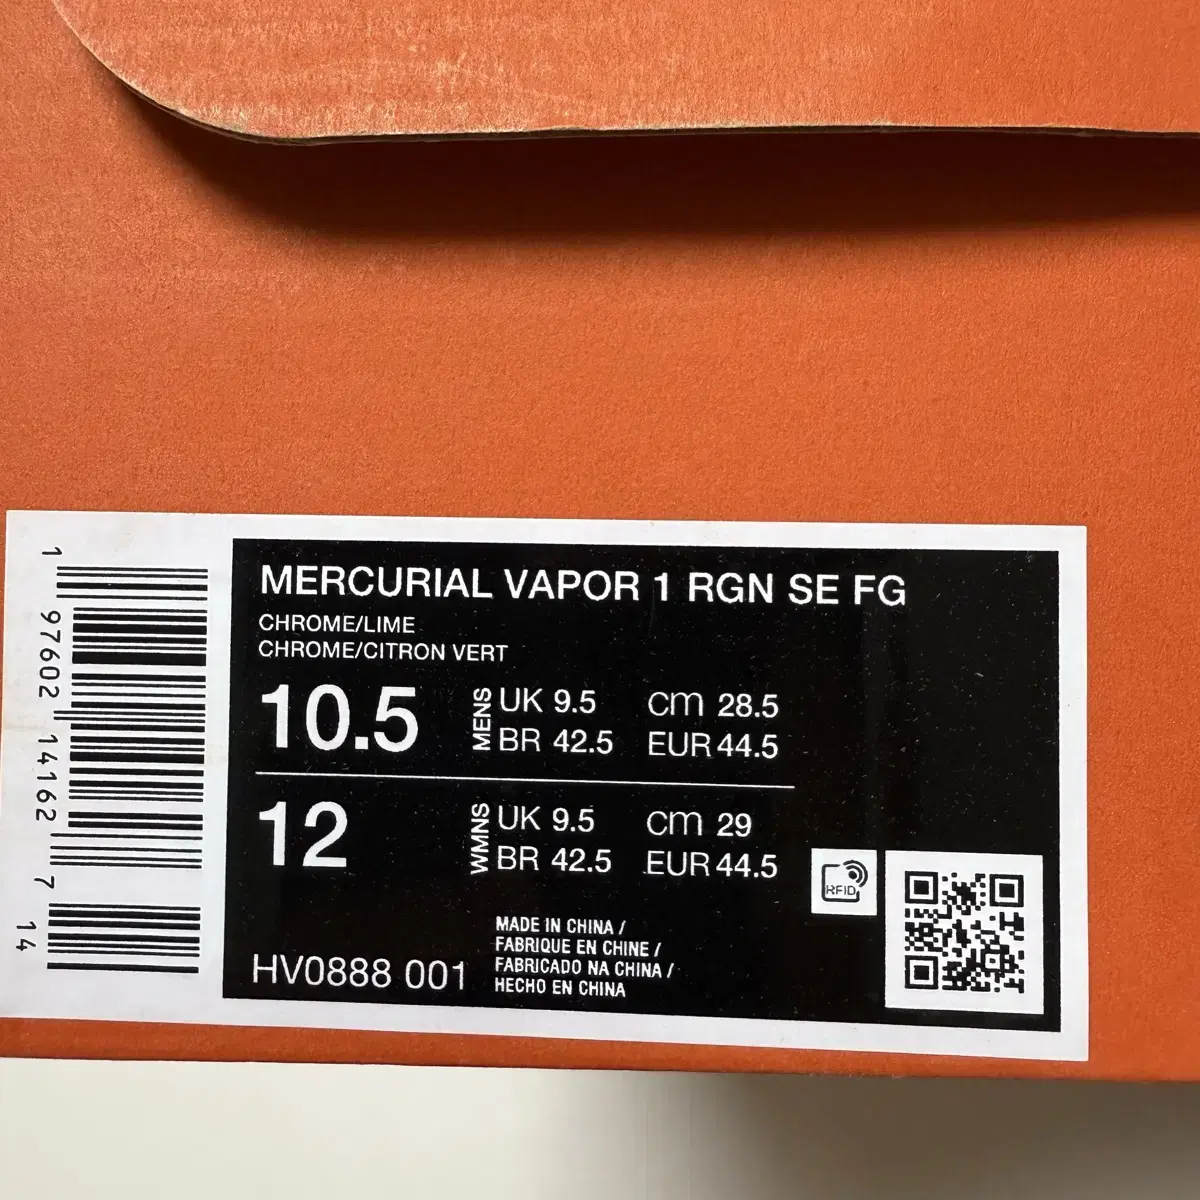 1 97602 14162 7 14
MERCURIAL VAPOR 1 RGN SE FG
CHROME/LIME
CHROME/CITRON VERT
10.5 MENS UK 9.5 cm 28.5
BR 42.5 EUR 44.5
12 WMNS UK 9.5 cm 29
BR 42.5 EUR 44.5
RFID
MADE IN CHINA /
FABRIQUE EN CHINE /
FABRICADO NA CHINA /
HECHO EN CHINA
HV0888 001